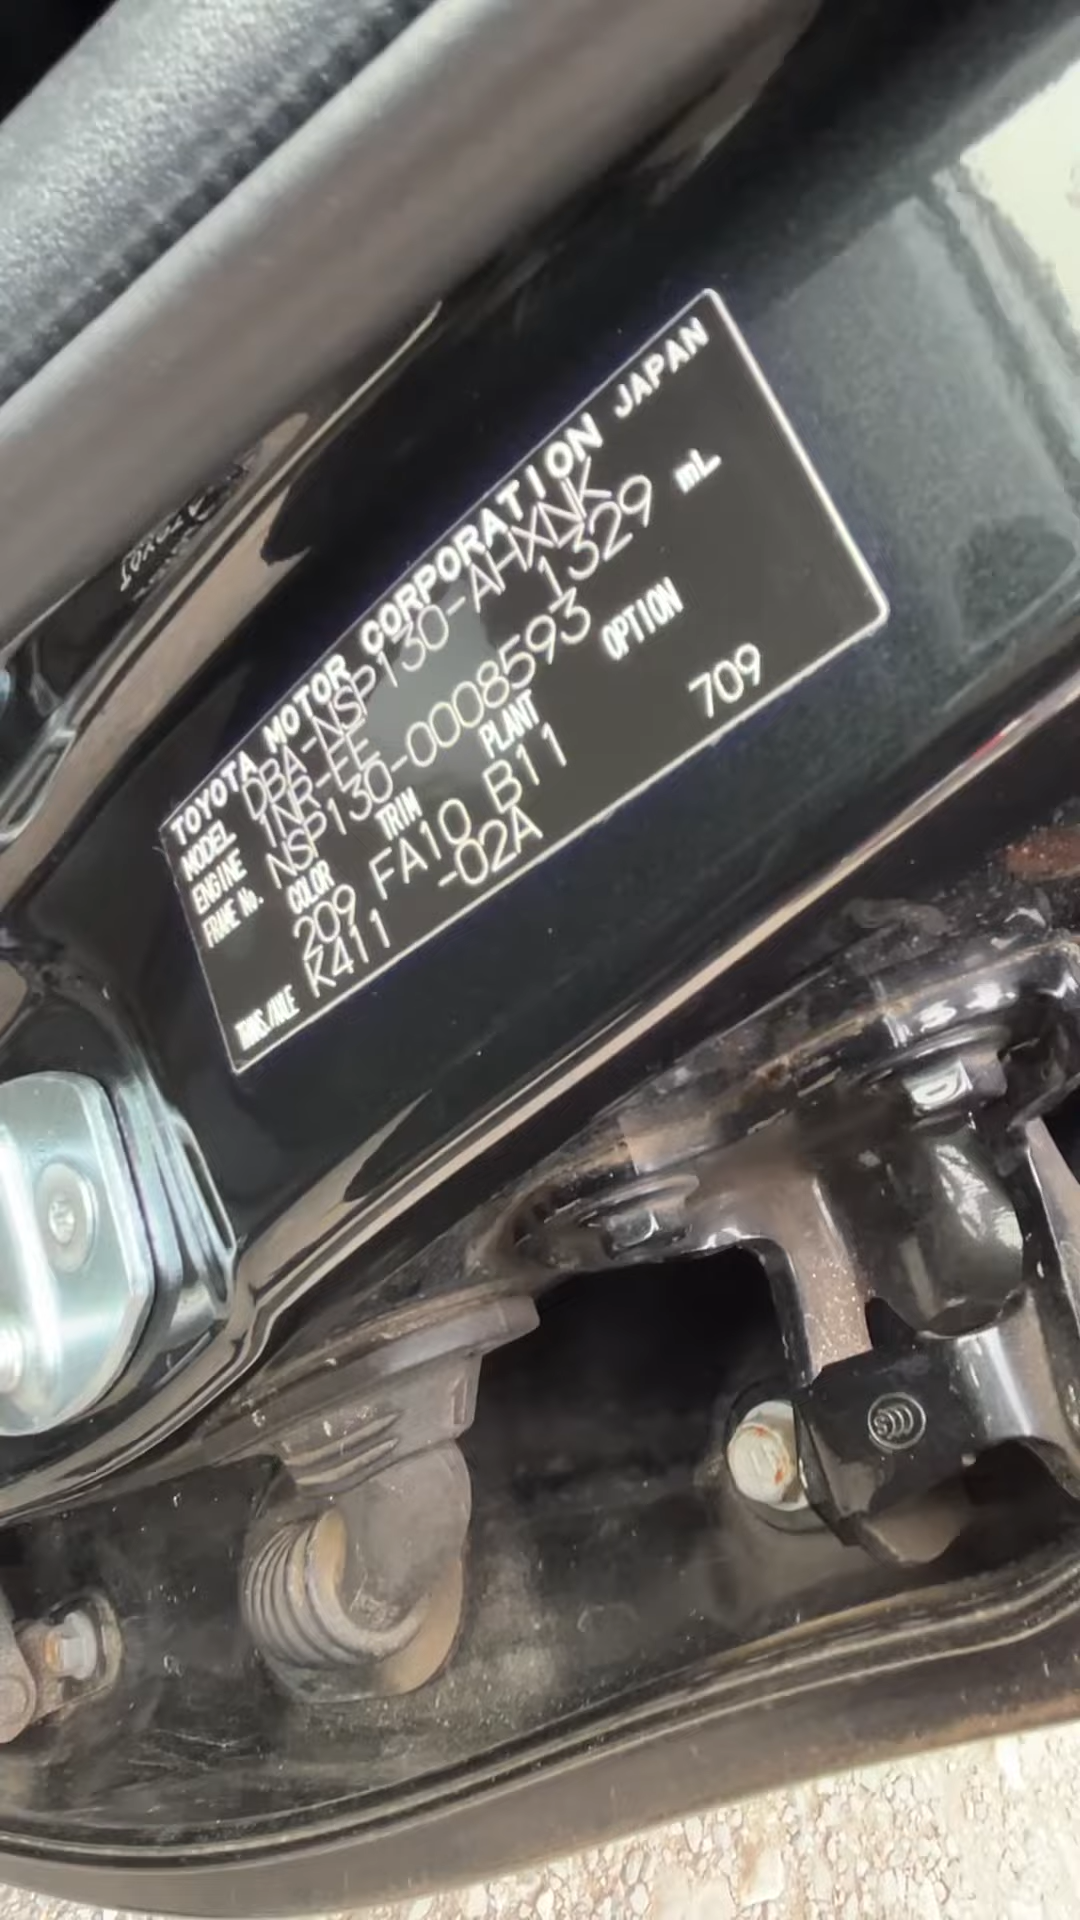 TOYOTA MOTOR CORPORATION JAPAN
MODEL DBA-NSP130-AHXNK
ENGINE 1NR-FE 1329 mL
FRAME No. NSP130-0008593
COLOR TRIM PLANT OPTION
209 FA10 B11 709
TRANS./AXLE K411 -02A